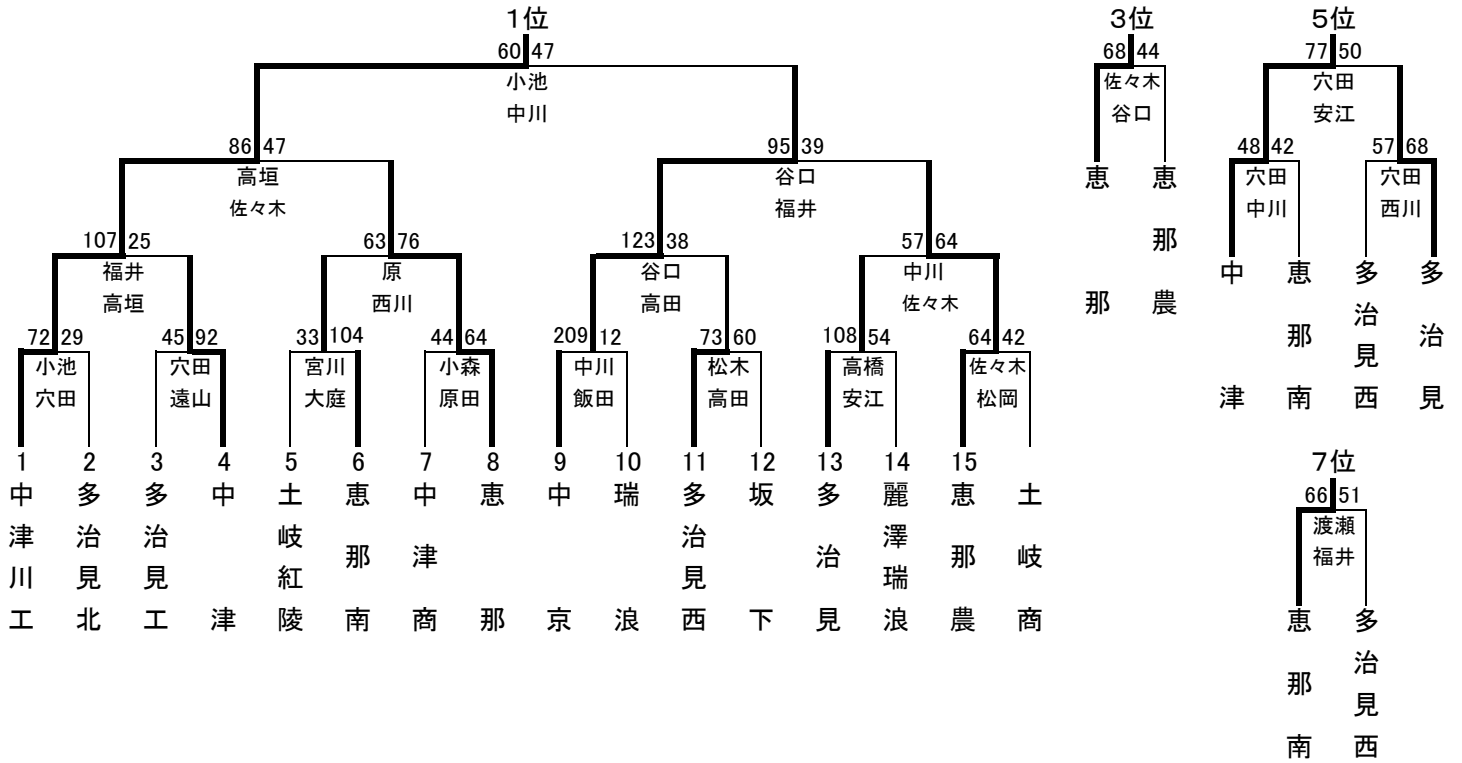 1位
60 47
小池
中川
86 47
高垣
佐々木
95 39
谷口
福井
107 25
福井
高垣
63 76
原
西川
123 38
谷口
高田
57 64
中川
佐々木
72 29
小池
穴田
45 92
穴田
遠山
33 104
宮川
大庭
44 64
小森
原田
209 12
中川
飯田
73 60
松木
高田
108 54
高橋
安江
64 42
佐々木
松岡
1
中津川工
2
多治見北
3
多治見工
4
中津
5
土岐紅陵
6
恵那南
7
中津商
8
恵那
9
中京
10
瑞浪
11
多治見西
12
坂下
13
多治見
14
麗澤瑞浪
15
恵那農
土岐商
3位
68 44
佐々木
谷口
恵那
恵那農
5位
77 50
穴田
安江
48 42
穴田
中川
57 68
穴田
西川
中津
恵那南
多治見西
多治見
7位
66 51
渡瀬
福井
恵那南
多治見西